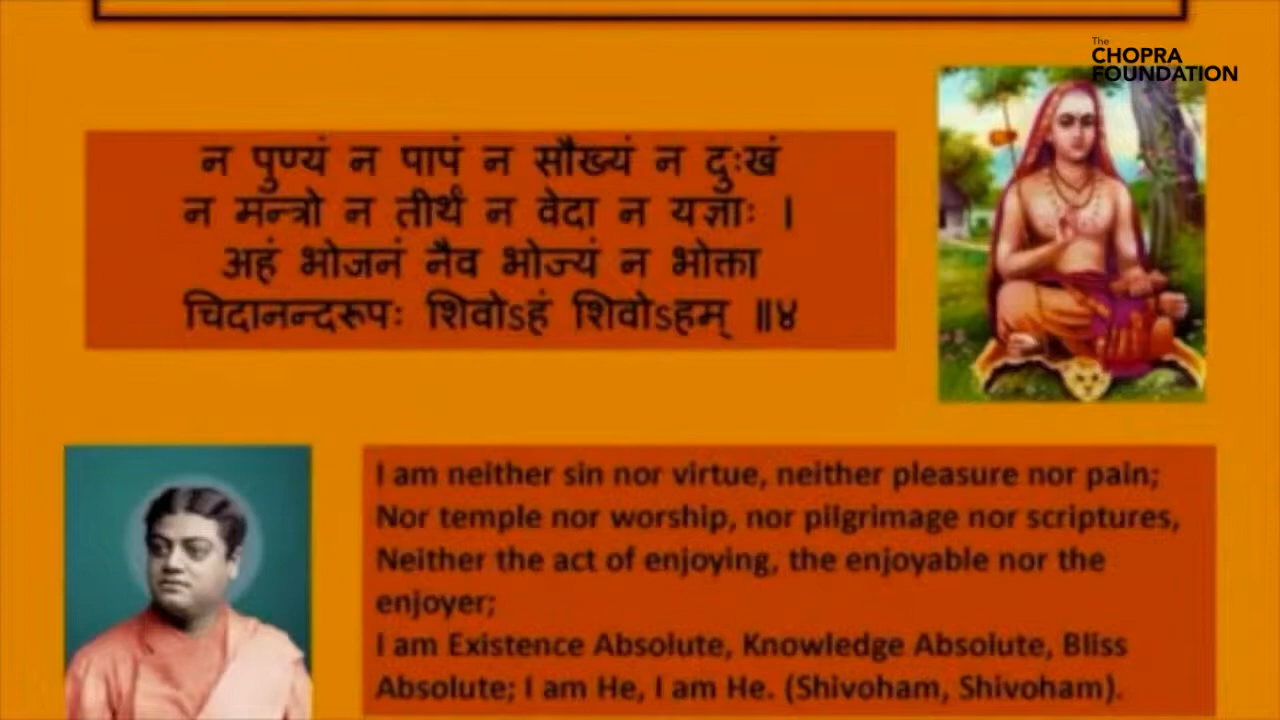 The
CHOPRA
FOUNDATION
न पुण्यं न पापं न सौख्यं न दुःखं
न मन्त्रो न तीर्थं न वेदा न यज्ञाः ।
अहं भोजनं नैव भोज्यं न भोक्ता
चिदानन्दरूपः शिवोऽहं शिवोऽहम् ॥४
I am neither sin nor virtue, neither pleasure nor pain;
Nor temple nor worship, nor pilgrimage nor scriptures,
Neither the act of enjoying, the enjoyable nor the
enjoyer;
I am Existence Absolute, Knowledge Absolute, Bliss
Absolute; I am He, I am He. (Shivoham, Shivoham).